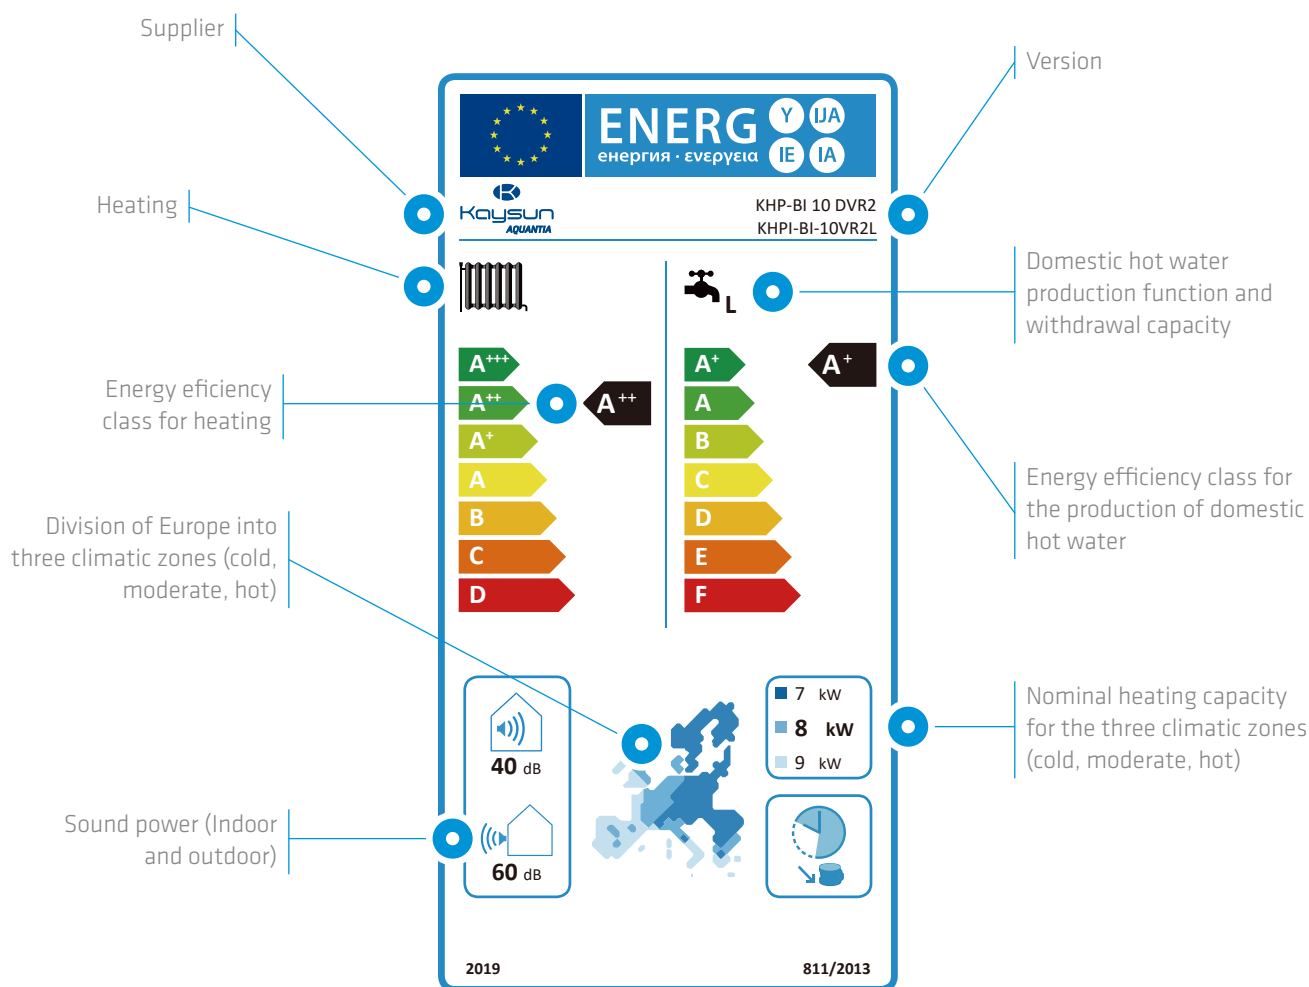 Supplier
Version
ENERG
Y
IJA
IE
IA
енергия · ενεργεια
Heating
Kaysun
AQUANTIA
KHP-BI 10 DVR2
KHPI-BI-10VR2L
L
Domestic hot water
production function and
withdrawal capacity
Energy eficiency
class for heating
A+++
A++
A+
A
B
C
D
A++
A+
A
B
C
D
E
F
A+
Energy efficiency class for
the production of domestic
hot water
Division of Europe into
three climatic zones (cold,
moderate, hot)
40 dB
60 dB
7 kW
8 kW
9 kW
Nominal heating capacity
for the three climatic zones
(cold, moderate, hot)
Sound power (Indoor
and outdoor)
2019
811/2013